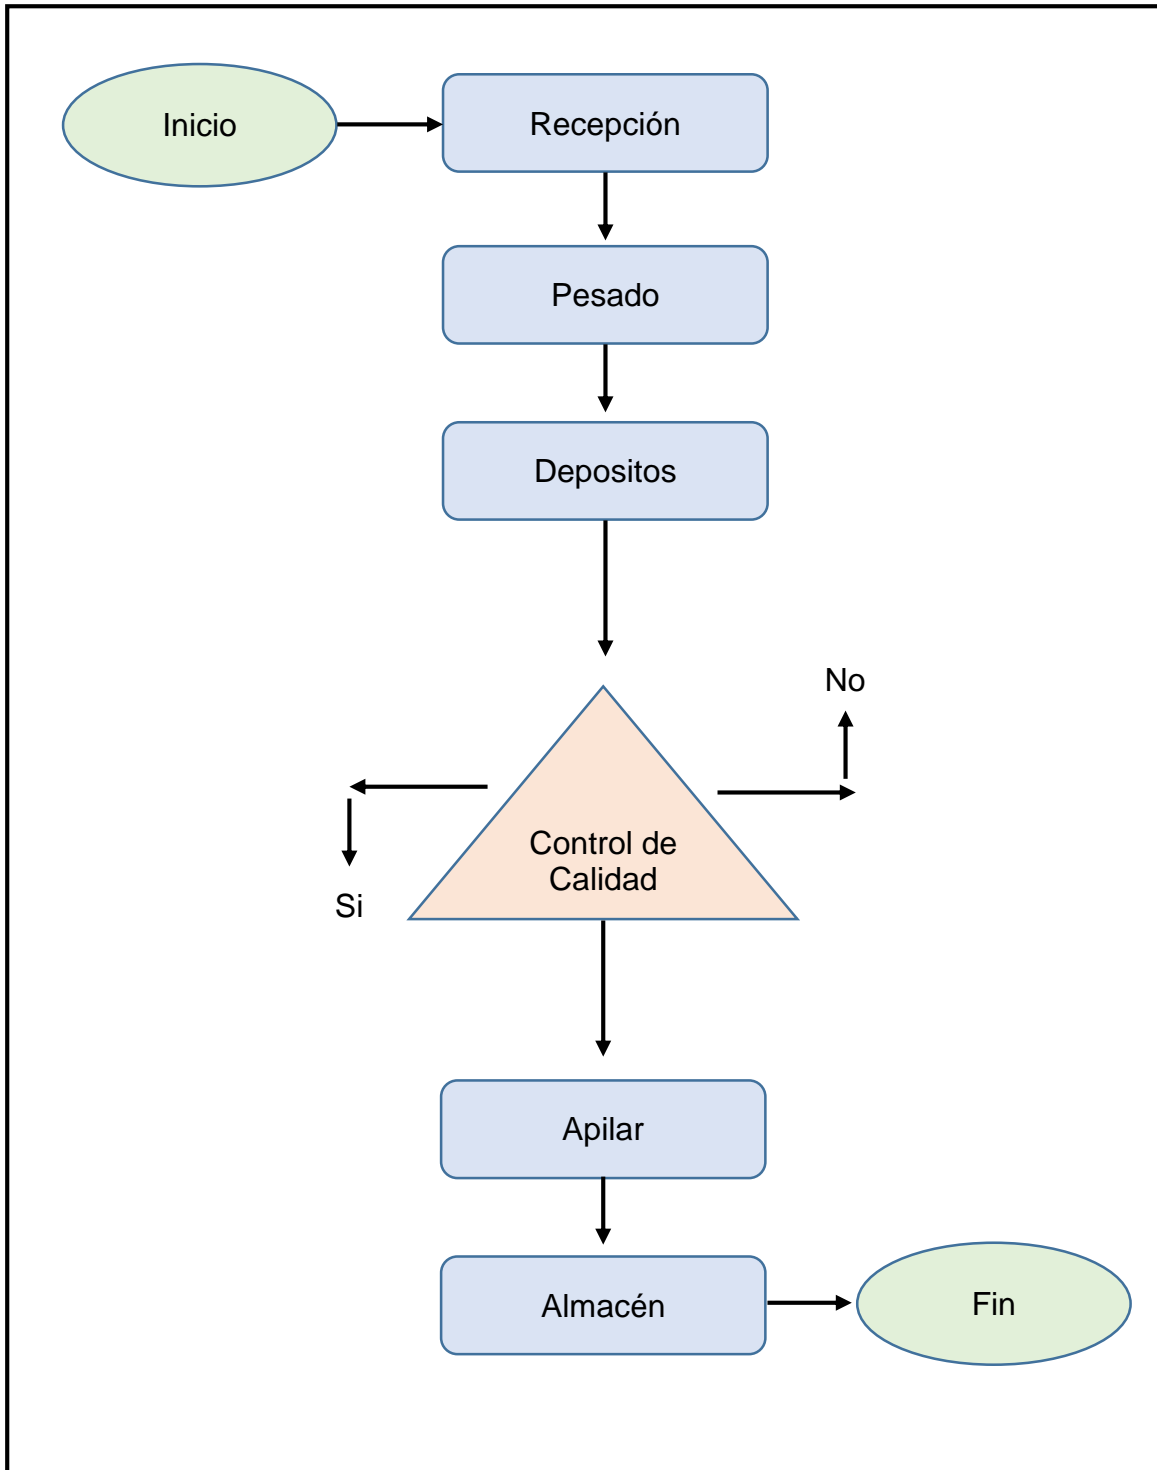 Inicio
Recepción
Pesado
Depositos
No
Control de
Calidad
Si
Apilar
Almacén
Fin